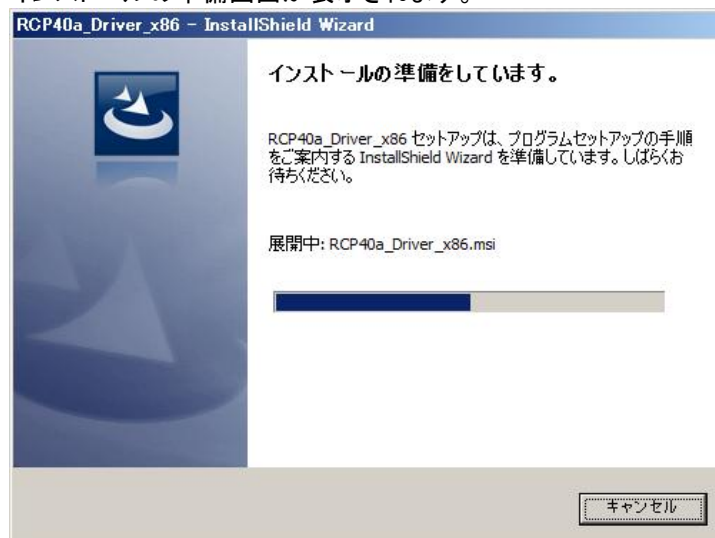 RCP40a_Driver_x86 - InstallShield Wizard
インストールの準備をしています。
RCP40a_Driver_x86 セットアップは、プログラムセットアップの手順
をご案内する InstallShield Wizard を準備しています。しばらくお
待ちください。
展開中: RCP40a_Driver_x86.msi
キャンセル